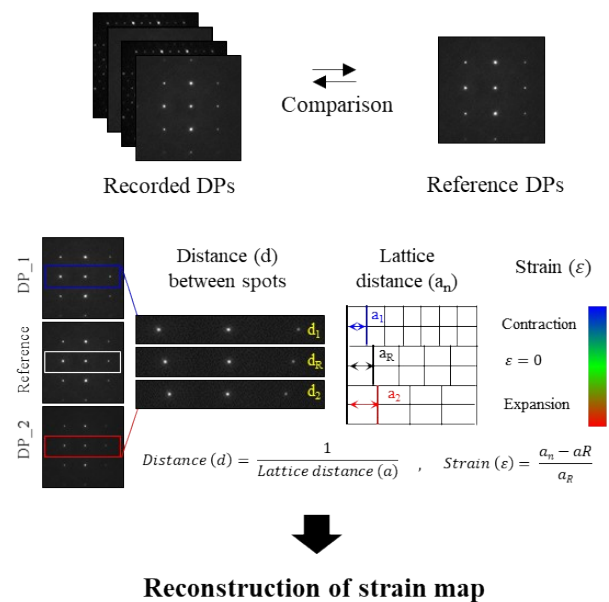 Comparison
Recorded DPs
Reference DPs
DP_1
Reference
DP_2
Distance (d)
between spots
d1
dR
d2
Lattice
distance (an)
a1
aR
a2
Strain (ε)
Contraction
ε = 0
Expansion
Distance (d) = 1 / Lattice distance (a) , Strain (ε) = an − aR / aR
Reconstruction of strain map